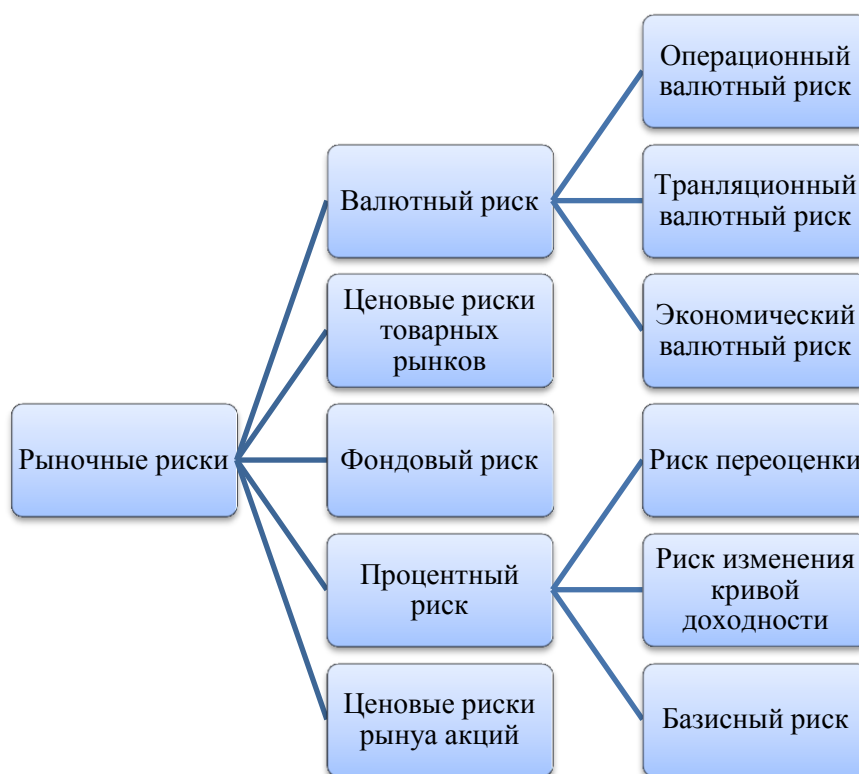 Рыночные риски
Валютный риск
Операционный
валютный риск
Транляционный
валютный риск
Экономический
валютный риск
Ценовые риски
товарных
рынков
Фондовый риск
Процентный
риск
Риск переоценки
Риск изменения
кривой
доходности
Базисный риск
Ценовые риски
рынуа акций